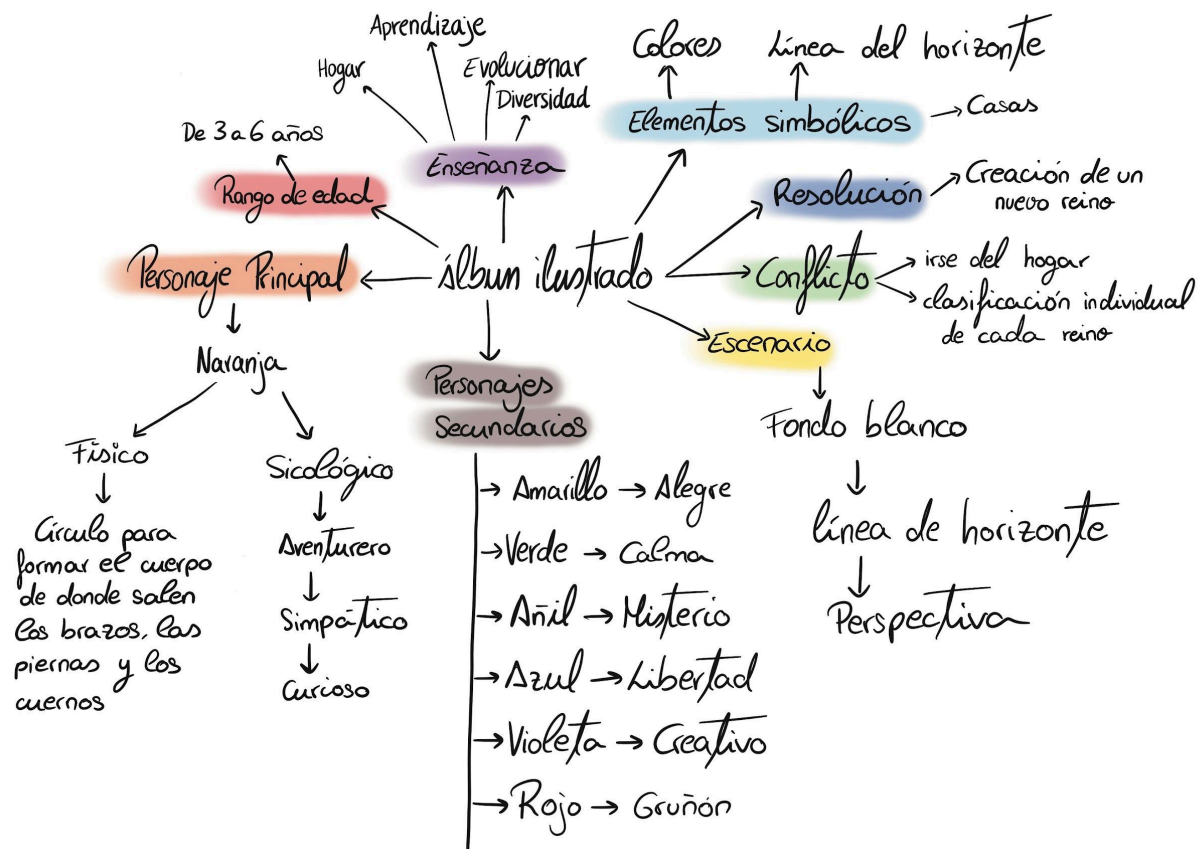 Aprendizaje
Colores
Línea del horizonte
Hogar
Evolucionar
Diversidad
Elementos simbólicos
Casas
De 3 a 6 años
Enseñanza
Rango de edad
Resolución
Creación de un
nuevo reino
Personaje Principal
Álbum ilustrado
Conflicto
irse del hogar
clasificación individual
de cada reino
Escenario
Naranja
Personajes
Secundarios
Fondo blanco
línea de horizonte
Perspectiva
Físico
Círculo para
formar el cuerpo
de donde salen
los brazos, las
piernas y los
cuernos
Sicológico
Aventurero
Simpático
Curioso
Amarillo → Alegre
Verde → Calma
Añil → Misterio
Azul → Libertad
Violeta → Creativo
Rojo → Gruñón